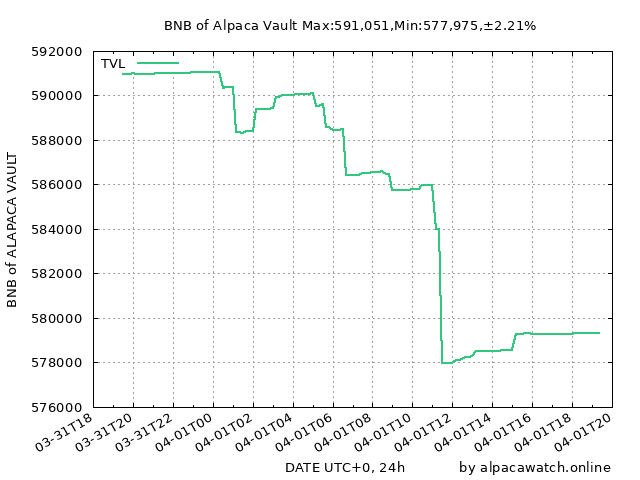 BNB of Alpaca Vault Max:591,051,Min:577,975,±2.21%
TVL
BNB of ALAPACA VAULT
592000
590000
588000
586000
584000
582000
580000
578000
576000
03-31T18
03-31T20
03-31T22
04-01T00
04-01T02
04-01T04
04-01T06
04-01T08
04-01T10
04-01T12
04-01T14
04-01T16
04-01T18
04-01T20
DATE UTC+0, 24h
by alpacawatch.online